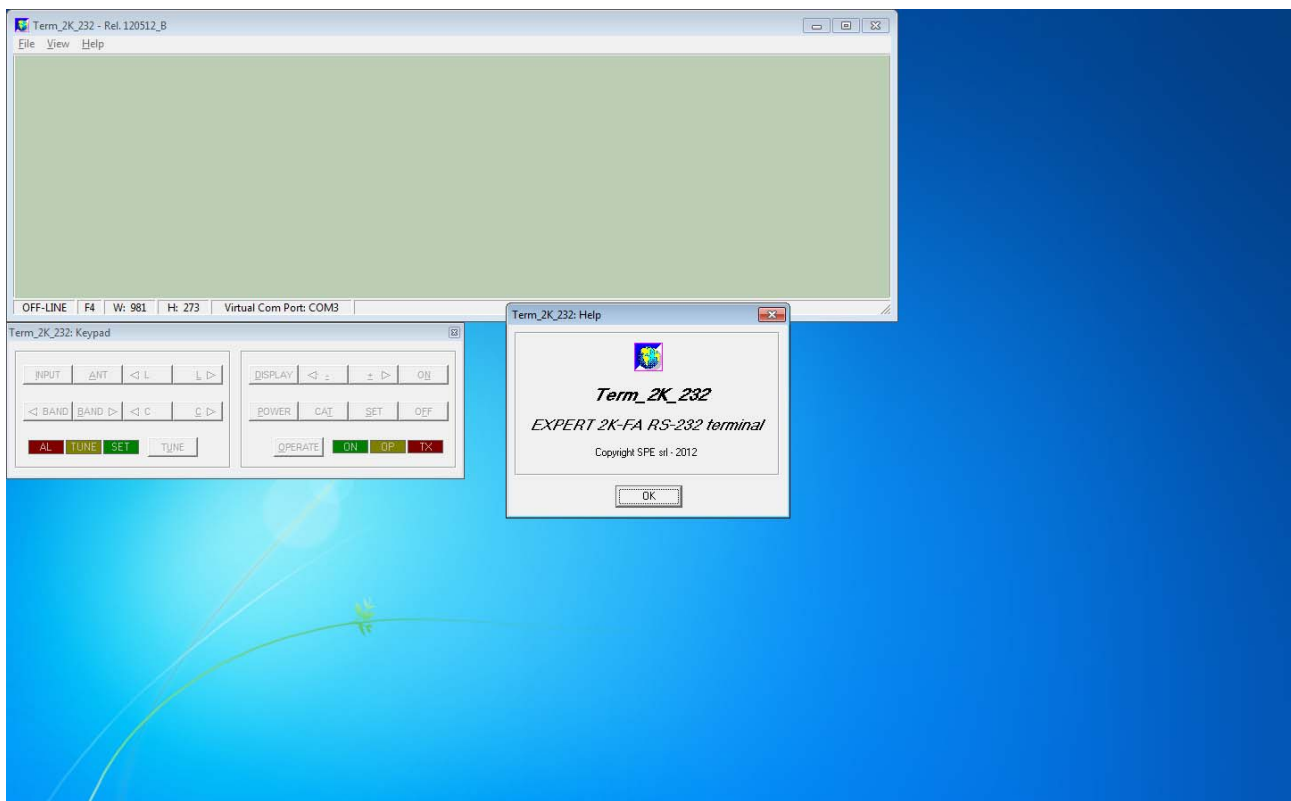 Term_2K_232 - Rel. 120512_B
File View Help
OFF-LINE F4 W: 981 H: 273 Virtual Com Port: COM3
Term_2K_232: Keypad
INPUT ANT ◁ L L ▷ DISPLAY ◁ - + ▷ ON
◁ BAND BAND ▷ ◁ C C ▷ POWER CAT SET OFF
AL TUNE SET TUNE OPERATE ON OP TX
Term_2K_232: Help
Term_2K_232
EXPERT 2K-FA RS-232 terminal
Copyright SPE srl - 2012
OK